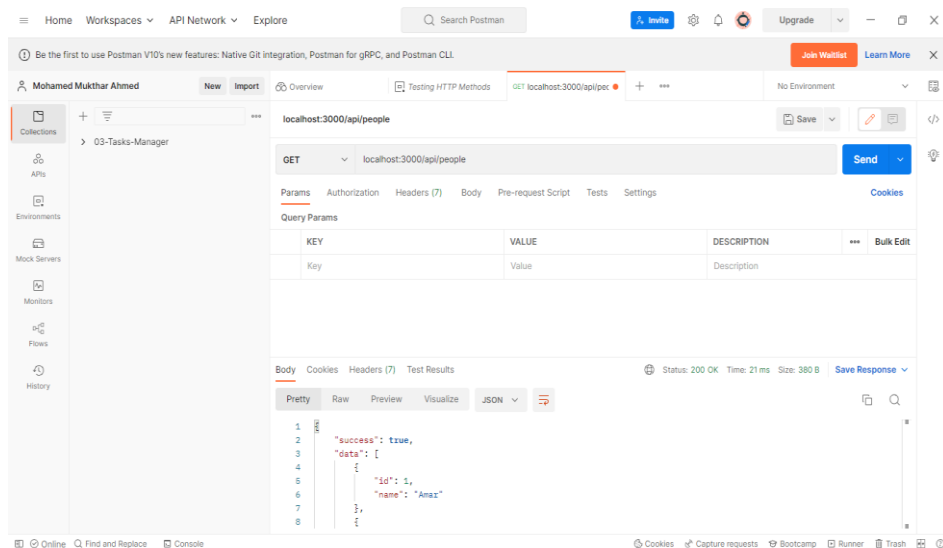 Home Workspaces API Network Explore Search Postman Invite Upgrade
Be the first to use Postman V10's new features: Native Git integration, Postman for gRPC, and Postman CLI. Join Waitlist Learn More
Mohamed Mukthar Ahmed New Import Overview Testing HTTP Methods GET localhost:3000/api/pec No Environment
Collections
APIs
Environments
Mock Servers
Monitors
Flows
History
03-Tasks-Manager
localhost:3000/api/people Save
GET localhost:3000/api/people Send
Params Authorization Headers (7) Body Pre-request Script Tests Settings Cookies
Query Params
KEY VALUE DESCRIPTION Bulk Edit
Key Value Description
Body Cookies Headers (7) Test Results Status: 200 OK Time: 21 ms Size: 380 B Save Response
Pretty Raw Preview Visualize JSON
1 {
2 "success": true,
3 "data": [
4 {
5 "id": 1,
6 "name": "Amar"
7 },
8 {
Online Find and Replace Console Cookies Capture requests Bootcamp Runner Trash